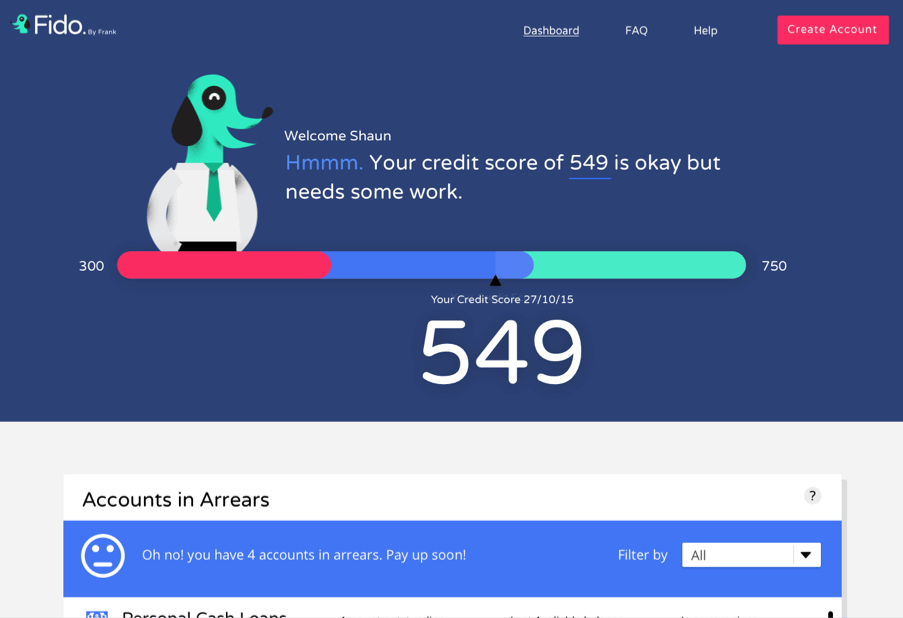 Fido. By Frank
Dashboard
FAQ
Help
Create Account
Welcome Shaun
Hmmm. Your credit score of 549 is okay but
needs some work.
300
750
Your Credit Score 27/10/15
549
Accounts in Arrears
?
Oh no! you have 4 accounts in arrears. Pay up soon!
Filter by
All
Personal Cash Loans